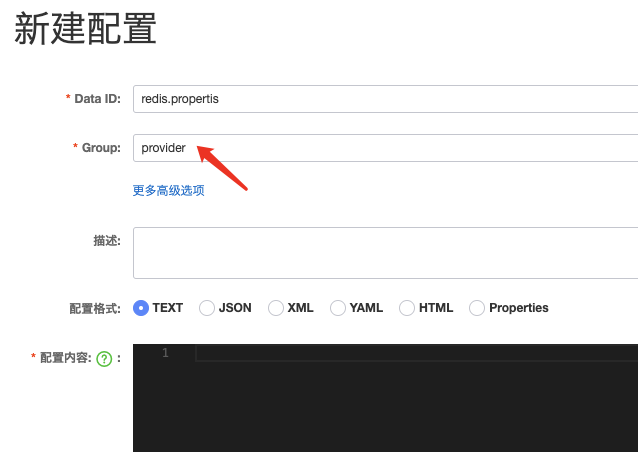 新建配置
* Data ID: redis.propertis
* Group: provider
更多高级选项
描述:
配置格式: TEXT JSON XML YAML HTML Properties
* 配置内容: ? :
1